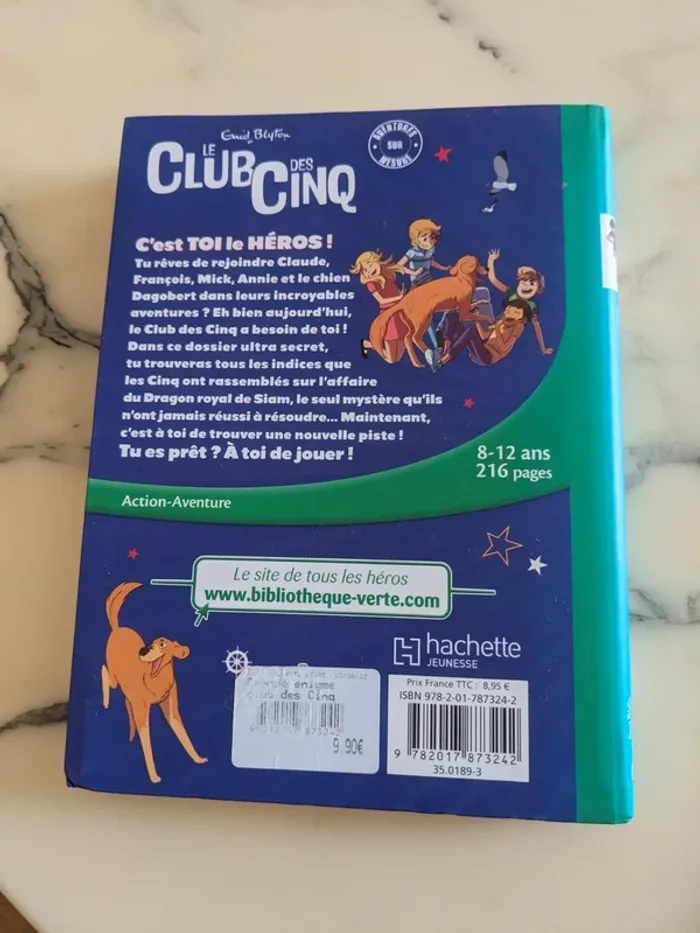 Enid Blyton
LE
CLUB DES
CINQ
AVENTURES
SUR
MESURE
C'est TOI le HÉROS !
Tu rêves de rejoindre Claude,
François, Mick, Annie et le chien
Dagobert dans leurs incroyables
aventures ? Eh bien aujourd'hui,
le Club des Cinq a besoin de toi !
Dans ce dossier ultra secret,
tu trouveras tous les indices que
les Cinq ont rassemblés sur l'affaire
du Dragon royal de Siam, le seul mystère qu'ils
n'ont jamais réussi à résoudre... Maintenant,
c'est à toi de trouver une nouvelle piste !
Tu es prêt ? À toi de jouer !
8-12 ans
216 pages
Action-Aventure
Le site de tous les héros
www.bibliotheque-verte.com
hachette
JEUNESSE
énigme
club des Cinq
9 782017 873242
9.90€
Prix France TTC : 8,95 €
ISBN 978-2-01-787324-2
9 782017 873242
35.0189-3